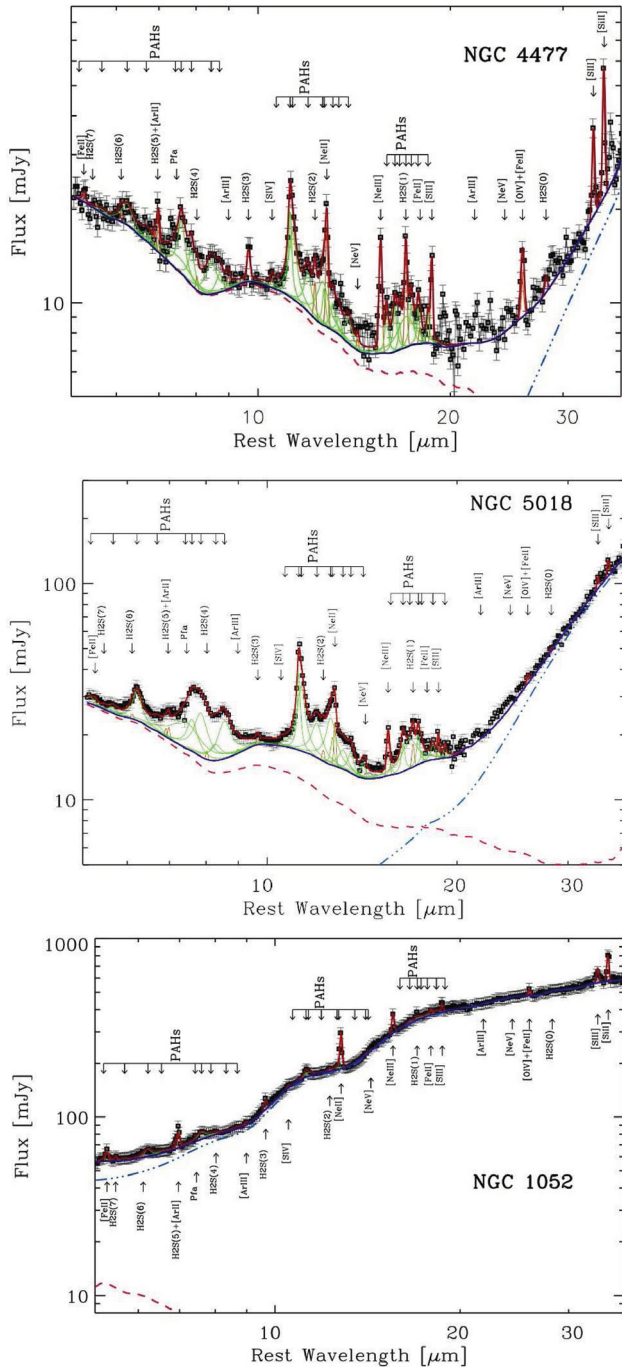 NGC 4477
PAHs
PAHs
PAHs
[FeII]
H2S(7)
H2S(6)
H2S(5)+[ArII]
Pfa
H2S(4)
[ArIII]
H2S(3)
[SIV]
H2S(2)
[NeII]
[NeV]
[NeIII]
H2S(1)
[FeII]
[SIII]
[ArIII]
[NeV]
[OIV]+[FeII]
H2S(0)
[SIII]
[SiII]
Flux [mJy]
10
10
20
30
Rest Wavelength [μm]
NGC 5018
PAHs
PAHs
PAHs
[FeII]
H2S(7)
H2S(6)
H2S(5)+[ArII]
Pfa
H2S(4)
[ArIII]
H2S(3)
[SIV]
H2S(2)
[NeII]
[NeV]
[NeIII]
H2S(1)
[FeII]
[SIII]
[ArIII]
[NeV]
[OIV]+[FeII]
H2S(0)
[SIII]
[SiII]
Flux [mJy]
100
10
10
20
30
Rest Wavelength [μm]
1000
100
10
Flux [mJy]
PAHs
PAHs
PAHs
[FeII]
H2S(7)
H2S(6)
H2S(5)+[ArII]
Pfa
H2S(4)
[ArIII]
H2S(3)
[SIV]
H2S(2)
[NeII]
[NeV]
[NeIII]
H2S(1)
[FeII]
[SIII]
[ArIII]
[NeV]
[OIV]+[FeII]
H2S(0)
[SIII]
[SiII]
NGC 1052
10
20
30
Rest Wavelength [μm]